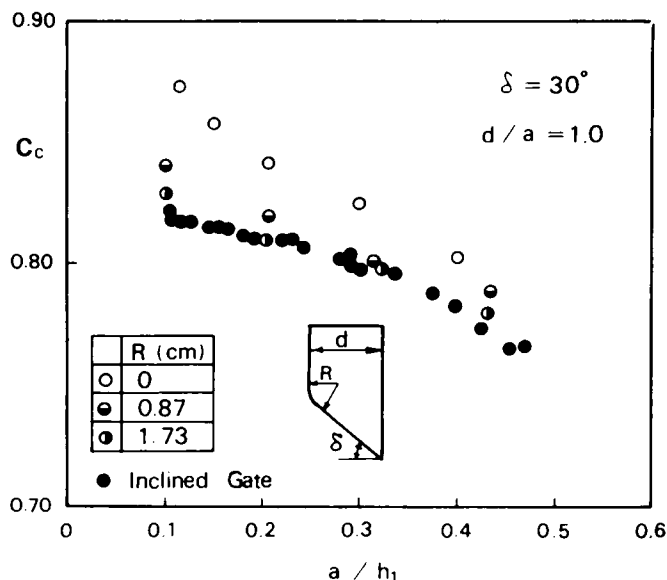 0.90
δ = 30°
d / a = 1.0
Cc
0.80
R (cm)
0
0.87
1.73
Inclined Gate
d
R
δ
0.70
0 0.1 0.2 0.3 0.4 0.5 0.6
a / h₁